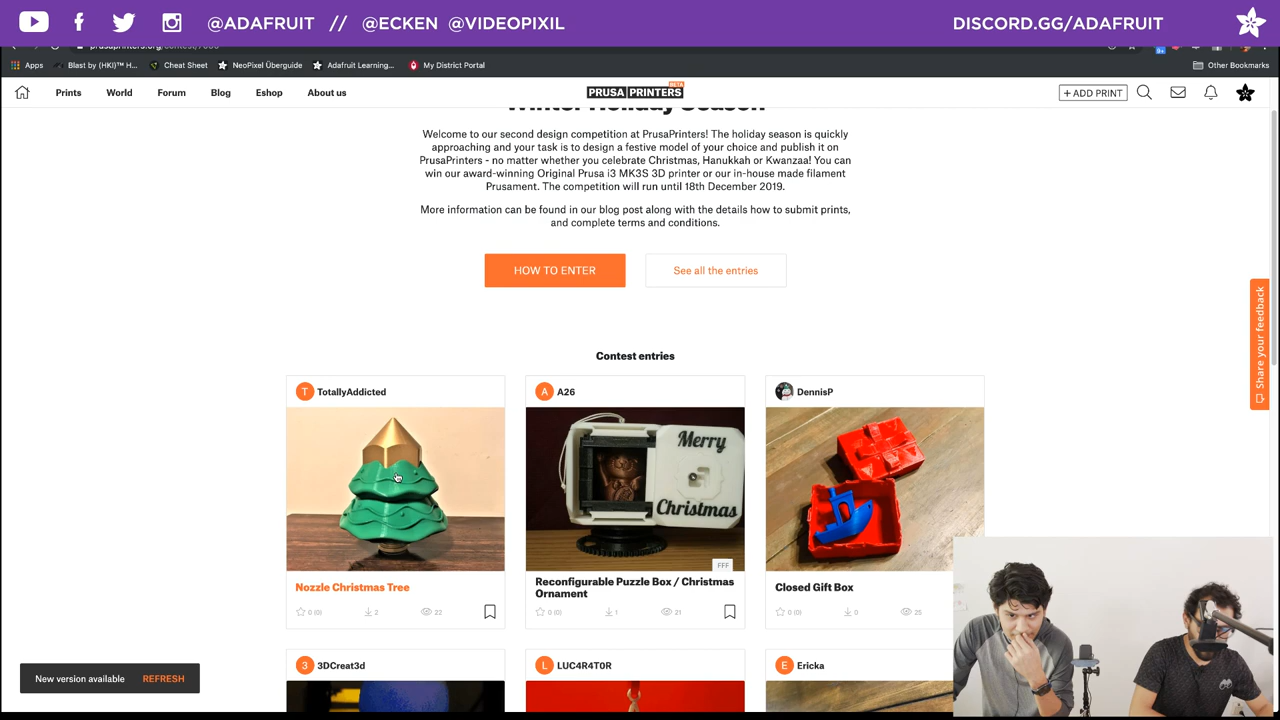 @ADAFRUIT // @ECKEN @VIDEOPIXIL
DISCORD.GG/ADAFRUIT
Apps
Blast by (HKI)™ H...
Cheat Sheet
NeoPixel Überguide
Adafruit Learning...
My District Portal
Other Bookmarks
Prints
World
Forum
Blog
Eshop
About us
PRUSA PRINTERS
BETA
+ ADD PRINT
Winter Holiday Season
Welcome to our second design competition at PrusaPrinters! The holiday season is quickly
approaching and your task is to design a festive model of your choice and publish it on
PrusaPrinters - no matter whether you celebrate Christmas, Hanukkah or Kwanzaa! You can
win our award-winning Original Prusa i3 MK3S 3D printer or our in-house made filament
Prusament. The competition will run until 18th December 2019.
More information can be found in our blog post along with the details how to submit prints,
and complete terms and conditions.
HOW TO ENTER
See all the entries
Share your feedback
Contest entries
T TotallyAddicted
A A26
DennisP
Merry
Christmas
FFF
Nozzle Christmas Tree
Reconfigurable Puzzle Box / Christmas
Ornament
Closed Gift Box
0 (0) 2 22
0 (0) 1 21
0 (0) 0 25
3 3DCreat3d
L LUC4R4T0R
E Ericka
New version available REFRESH